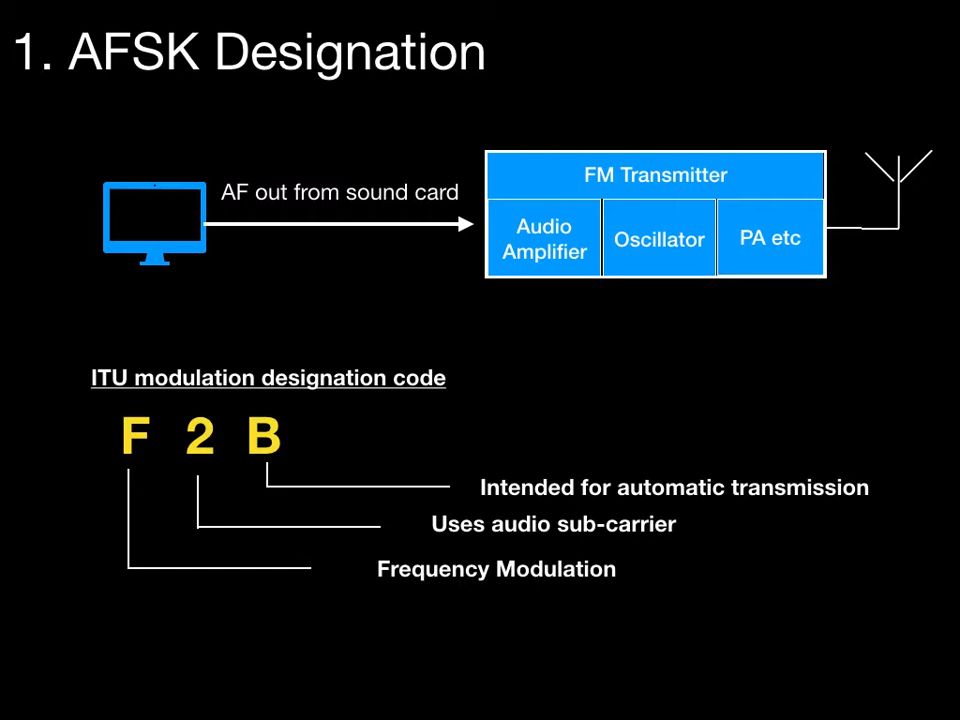 1. AFSK Designation
AF out from sound card
FM Transmitter
Audio
Amplifier
Oscillator
PA etc
ITU modulation designation code
F 2 B
Intended for automatic transmission
Uses audio sub-carrier
Frequency Modulation